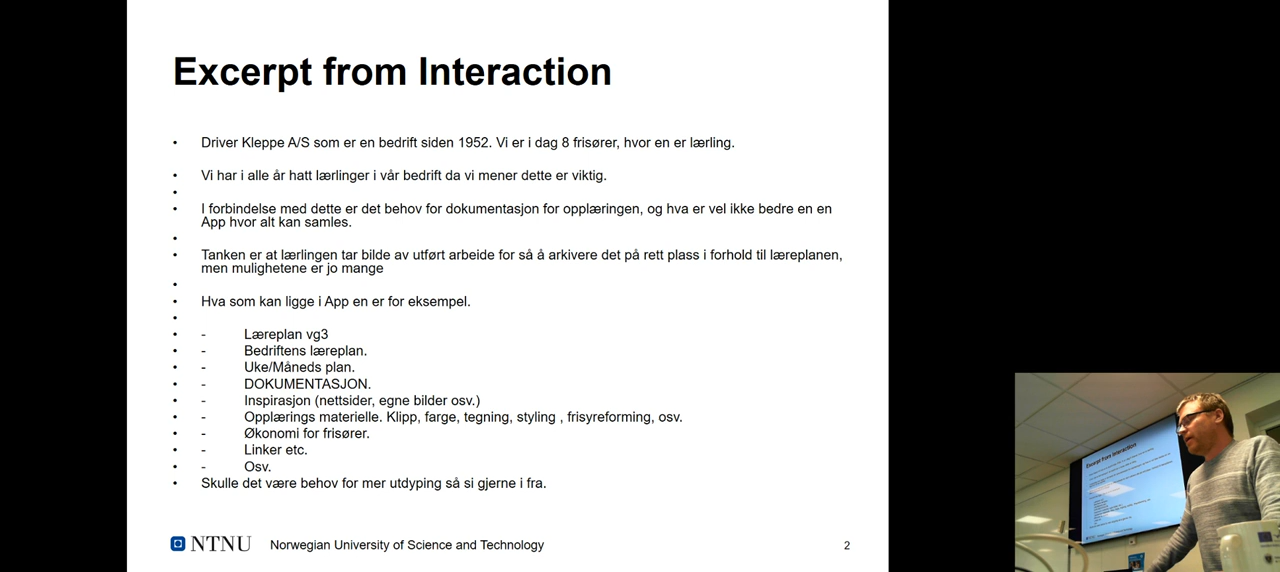 Excerpt from Interaction
• Driver Kleppe A/S som er en bedrift siden 1952. Vi er i dag 8 frisører, hvor en er lærling.
• Vi har i alle år hatt lærlinger i vår bedrift da vi mener dette er viktig.
•
• I forbindelse med dette er det behov for dokumentasjon for opplæringen, og hva er vel ikke bedre en en
App hvor alt kan samles.
•
• Tanken er at lærlingen tar bilde av utført arbeide for så å arkivere det på rett plass i forhold til læreplanen,
men mulighetene er jo mange
•
• Hva som kan ligge i App en er for eksempel.
•
• - Læreplan vg3
• - Bedriftens læreplan.
• - Uke/Måneds plan.
• - DOKUMENTASJON.
• - Inspirasjon (nettsider, egne bilder osv.)
• - Opplærings materielle. Klipp, farge, tegning, styling , frisyreforming, osv.
• - Økonomi for frisører.
• - Linker etc.
• - Osv.
• Skulle det være behov for mer utdyping så si gjerne i fra.
NTNU Norwegian University of Science and Technology 2
Excerpt from Interaction